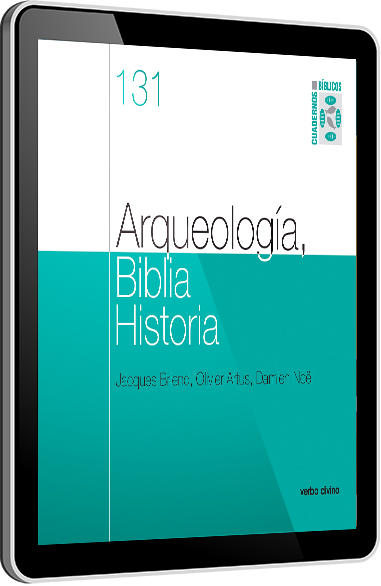 131
CUADERNOS
BÍBLICOS
Arqueología,
Biblia
Historia
Jacques Briend, Olivier Artus, Damien Noël
verbo divino